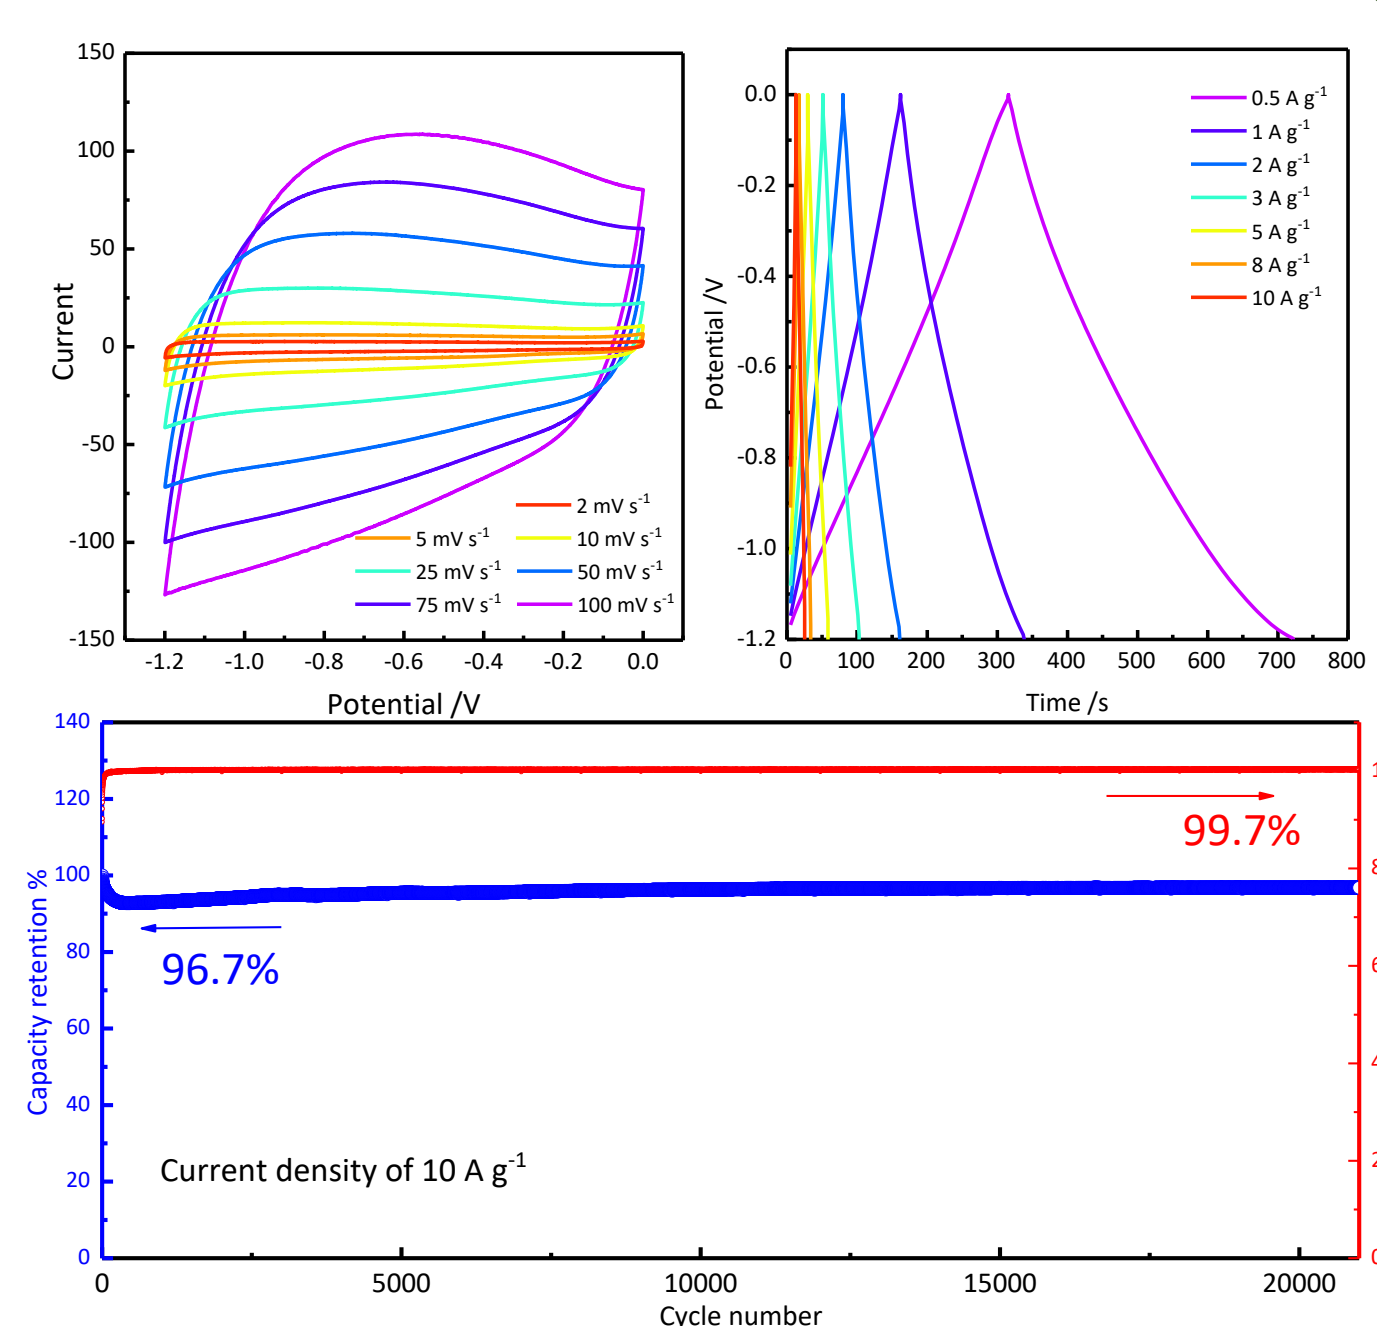 150
100
50
0
-50
-100
-150
Current
-1.2 -1.0 -0.8 -0.6 -0.4 -0.2 0.0
Potential /V
2 mV s⁻¹
5 mV s⁻¹ 10 mV s⁻¹
25 mV s⁻¹ 50 mV s⁻¹
75 mV s⁻¹ 100 mV s⁻¹
0.0
-0.2
-0.4
-0.6
-0.8
-1.0
-1.2
Potential /V
0 100 200 300 400 500 600 700 800
Time /s
0.5 A g⁻¹
1 A g⁻¹
2 A g⁻¹
3 A g⁻¹
5 A g⁻¹
8 A g⁻¹
10 A g⁻¹
140
120
100
80
60
40
20
0
Capacity retention %
99.7%
96.7%
Current density of 10 A g⁻¹
0 5000 10000 15000 20000
Cycle number